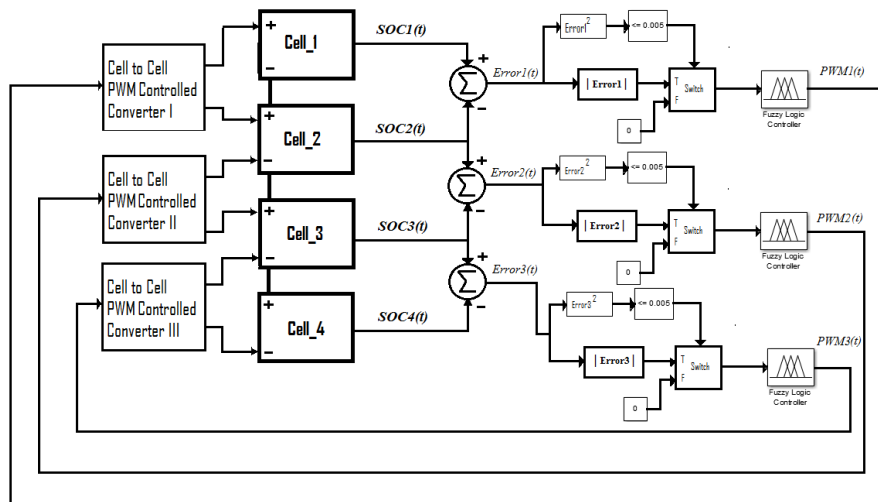 Cell to Cell
PWM Controlled
Converter I
+
−
Cell_1
SOC1(t)
+
Σ
−
Error1(t)
Error1²
<= 0.005
| Error1 |
T
F
Switch
0
Fuzzy Logic
Controller
PWM1(t)
+
−
Cell_2
SOC2(t)
Cell to Cell
PWM Controlled
Converter II
+
Σ
−
Error2(t)
Error2²
<= 0.005
| Error2 |
T
F
Switch
0
Fuzzy Logic
Controller
PWM2(t)
+
−
Cell_3
SOC3(t)
Cell to Cell
PWM Controlled
Converter III
+
Σ
−
Error3(t)
Error3²
<= 0.005
| Error3 |
T
F
Switch
0
Fuzzy Logic
Controller
PWM3(t)
+
−
Cell_4
SOC4(t)